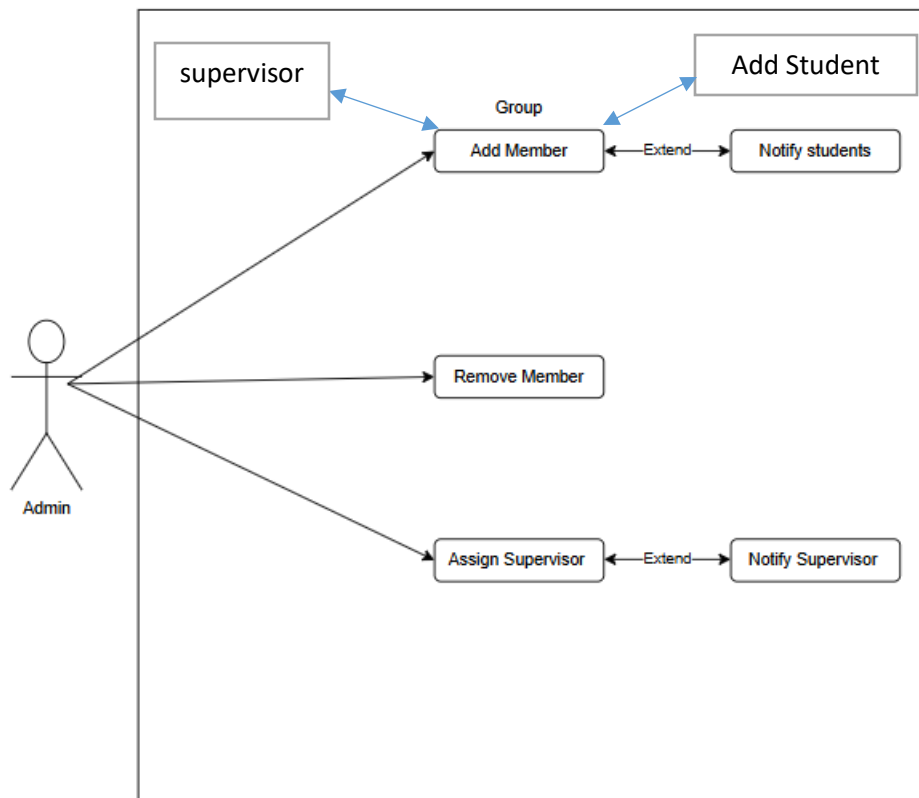 supervisor
Add Student
Group
Add Member
Extend
Notify students
Remove Member
Admin
Assign Supervisor
Extend
Notify Supervisor